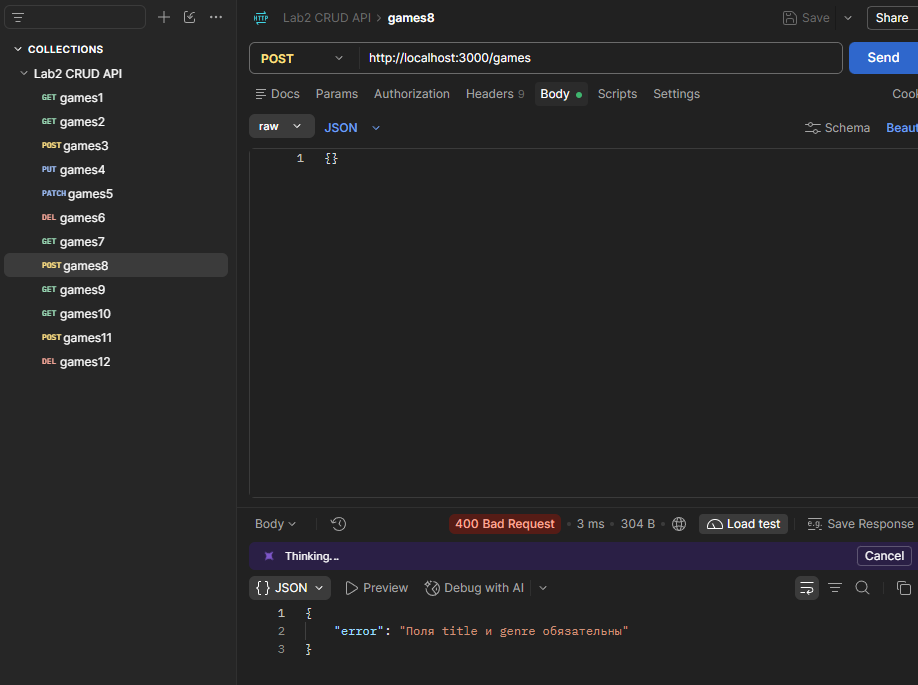 HTTP Lab2 CRUD API > games8 Save Share
COLLECTIONS
Lab2 CRUD API
GET games1
GET games2
POST games3
PUT games4
PATCH games5
DEL games6
GET games7
POST games8
GET games9
GET games10
POST games11
DEL games12
POST http://localhost:3000/games Send
Docs Params Authorization Headers 9 Body Scripts Settings Cook
raw JSON Schema Beaut
1 {}
Body 400 Bad Request • 3 ms • 304 B • Load test e.g. Save Response
Thinking... Cancel
{} JSON Preview Debug with AI
1 {
2 "error": "Поля title и genre обязательны"
3 }